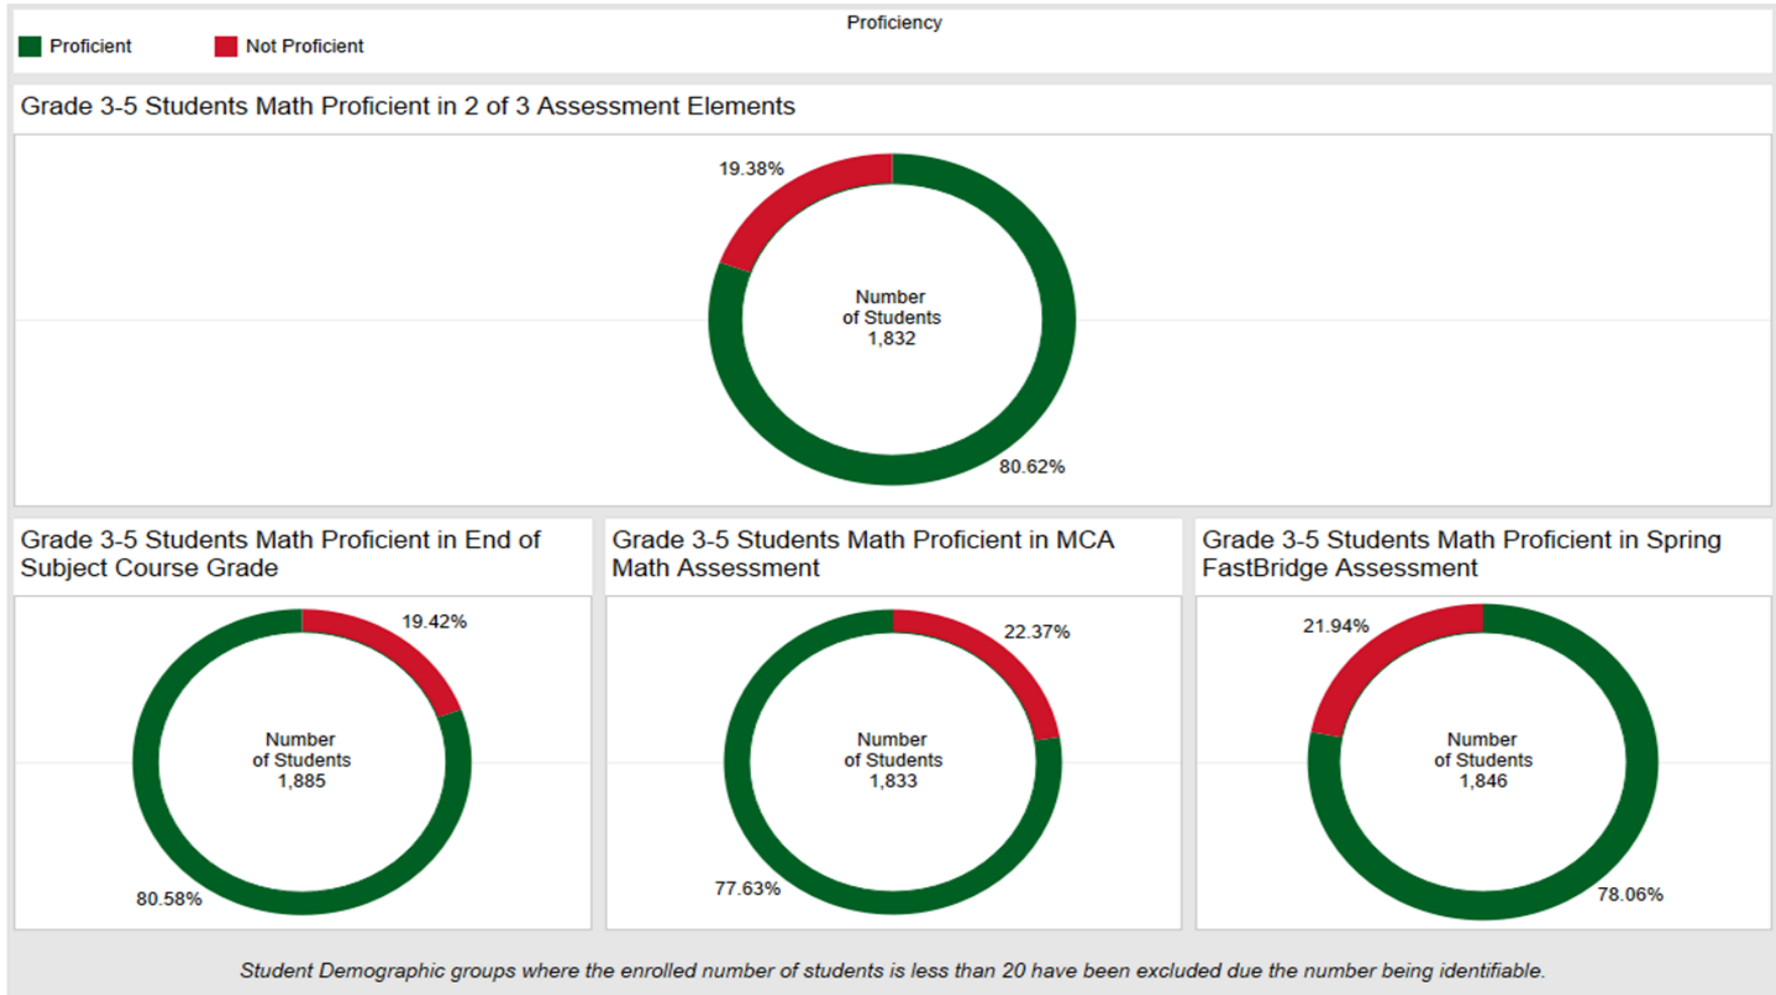 Proficiency
Proficient
Not Proficient
Grade 3-5 Students Math Proficient in 2 of 3 Assessment Elements
19.38%
Number
of Students
1,832
80.62%
Grade 3-5 Students Math Proficient in End of
Subject Course Grade
19.42%
Number
of Students
1,885
80.58%
Grade 3-5 Students Math Proficient in MCA
Math Assessment
22.37%
Number
of Students
1,833
77.63%
Grade 3-5 Students Math Proficient in Spring
FastBridge Assessment
21.94%
Number
of Students
1,846
78.06%
Student Demographic groups where the enrolled number of students is less than 20 have been excluded due the number being identifiable.